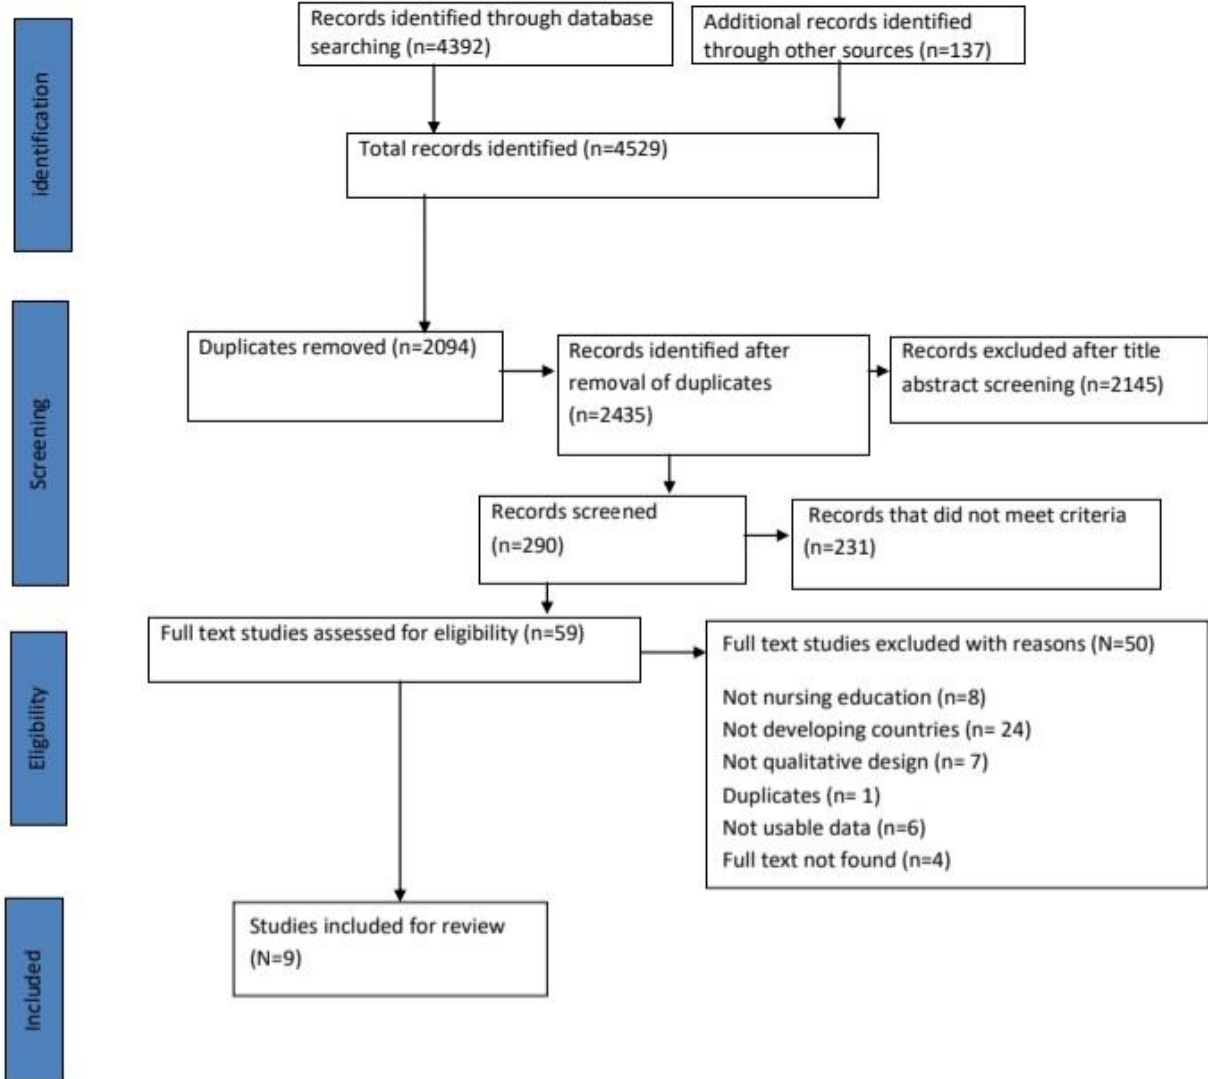 Records identified through database
searching (n=4392)
Additional records identified
through other sources (n=137)
identification
Total records identified (n=4529)
Screening
Duplicates removed (n=2094)
Records identified after
removal of duplicates
(n=2435)
Records excluded after title
abstract screening (n=2145)
Records screened
(n=290)
Records that did not meet criteria
(n=231)
Eligibility
Full text studies assessed for eligibility (n=59)
Full text studies excluded with reasons (N=50)
Not nursing education (n=8)
Not developing countries (n= 24)
Not qualitative design (n= 7)
Duplicates (n= 1)
Not usable data (n=6)
Full text not found (n=4)
Included
Studies included for review
(N=9)